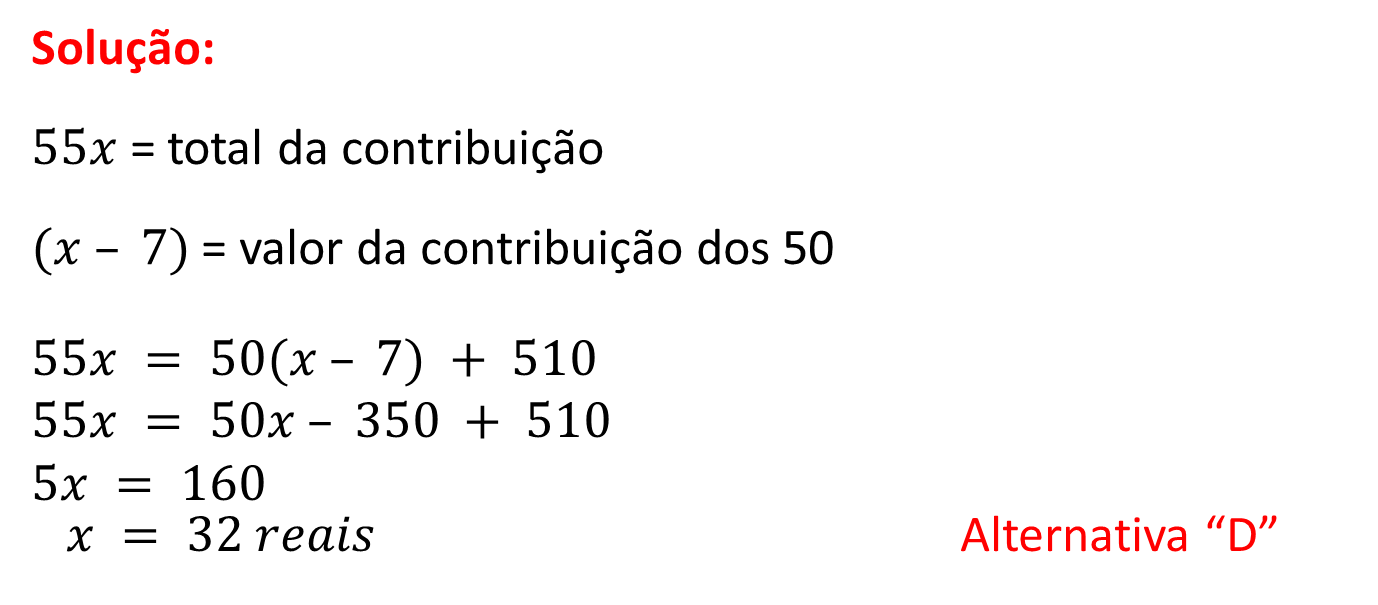 Solução:
55x = total da contribuição
(x – 7) = valor da contribuição dos 50
55x = 50(x – 7) + 510
55x = 50x – 350 + 510
5x = 160
x = 32 reais Alternativa “D”